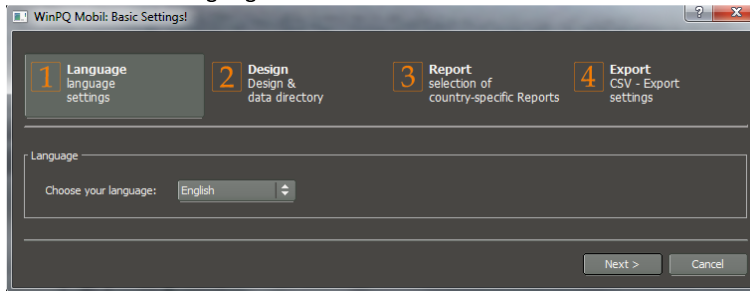 WinPQ Mobil: Basic Settings!
1 Language
language
settings
2 Design
Design &
data directory
3 Report
selection of
country-specific Reports
4 Export
CSV - Export
settings
Language
Choose your language: English
Next > Cancel